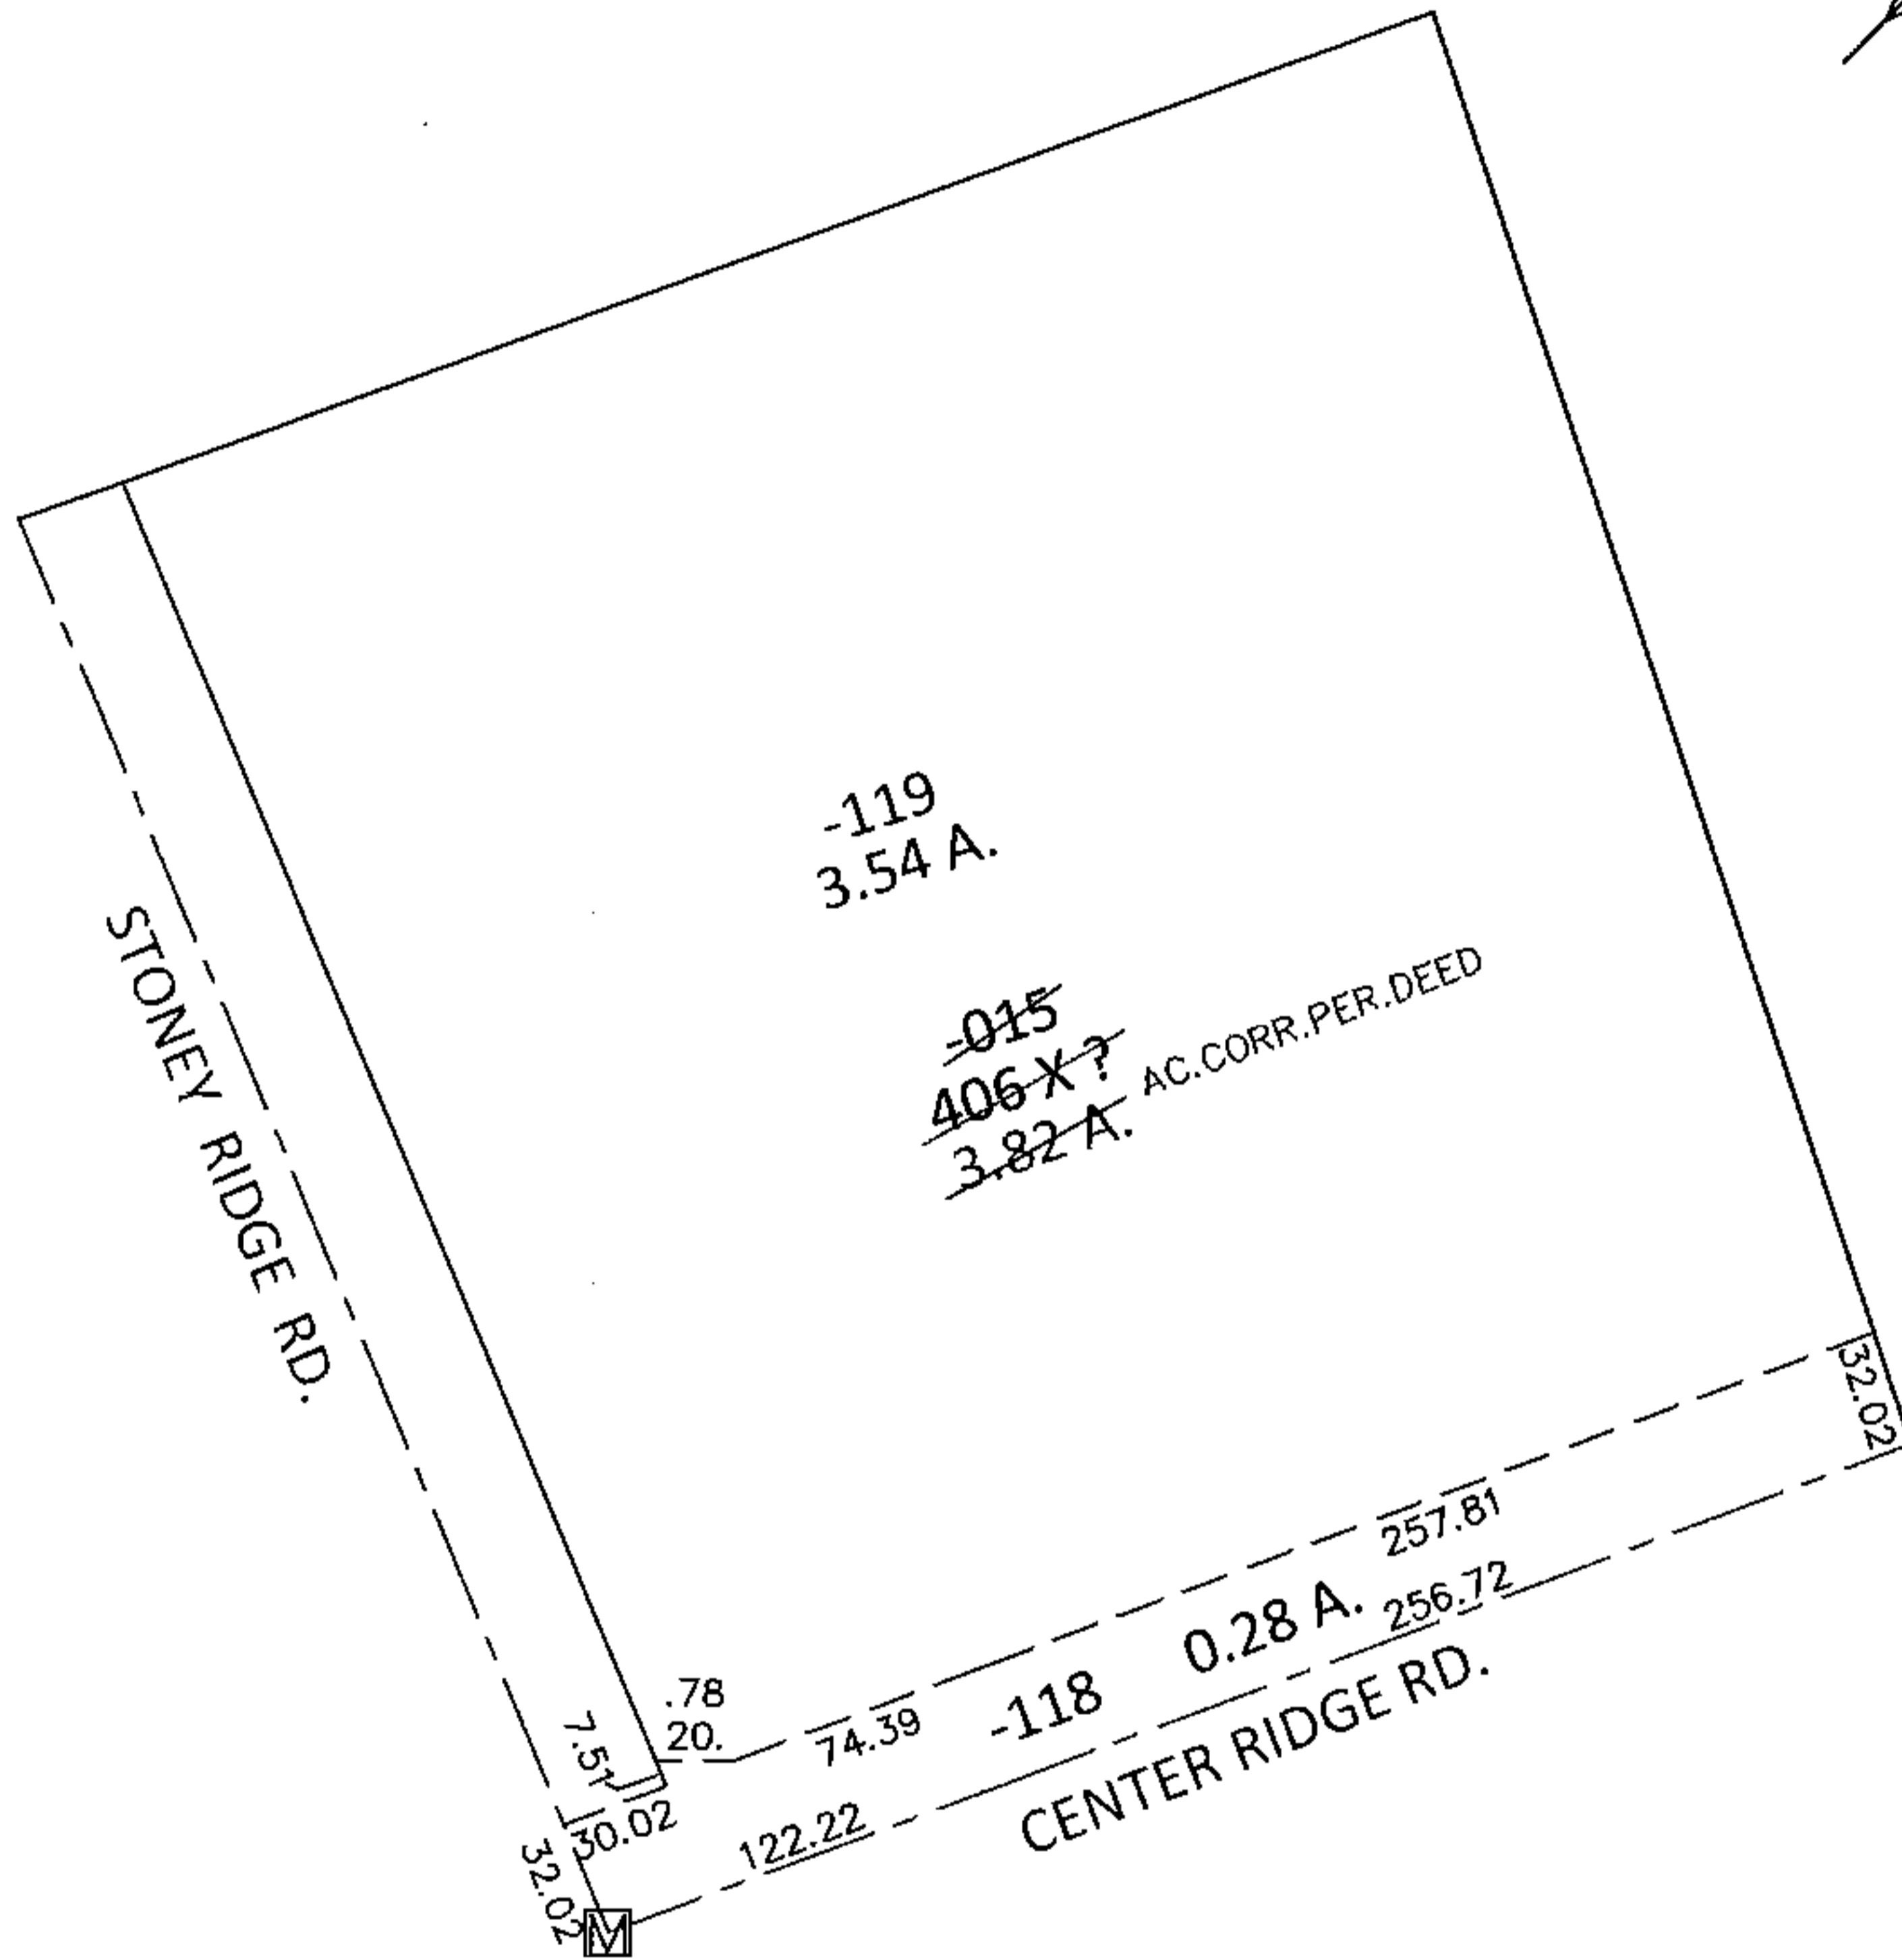 -119
3.54 A.
-015
406 X ?
3.82 A.
AC.CORR.PER.DEED
STONEY RIDGE RD.
32.02
257.81
256.72
0.28 A.
-118
CENTER RIDGE RD.
.78
20.
74.39
7.51
30.02
122.22
32.02
M